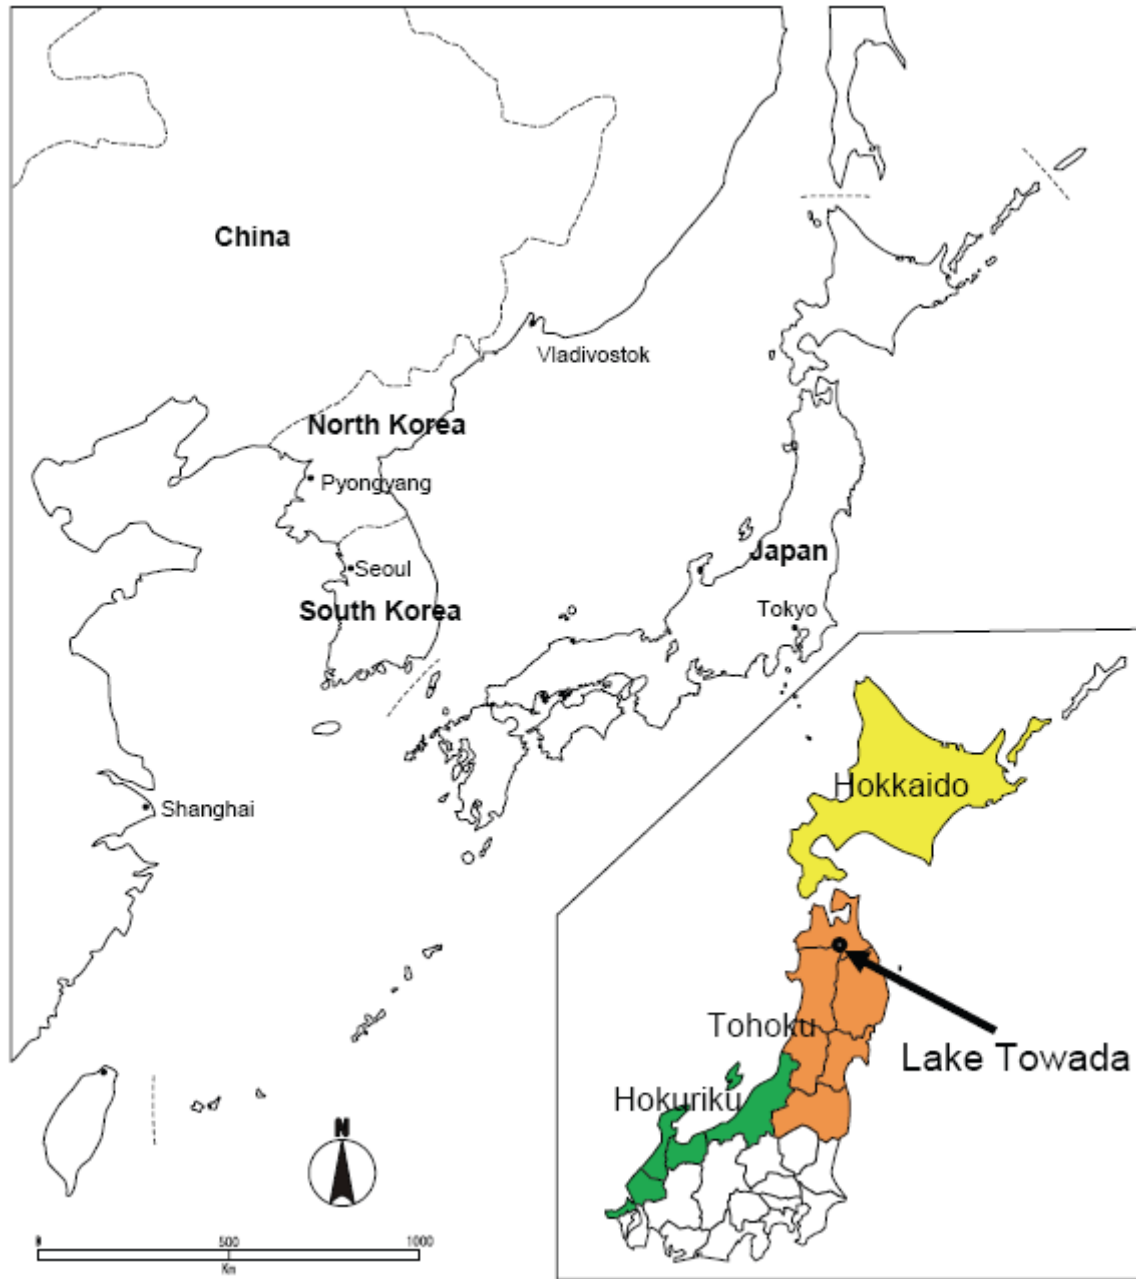 China
Vladivostok
North Korea
Pyongyang
Japan
Seoul
South Korea
Tokyo
Shanghai
Hokkaido
Tohoku
Lake Towada
Hokuriku
N
0 500 1000
Km